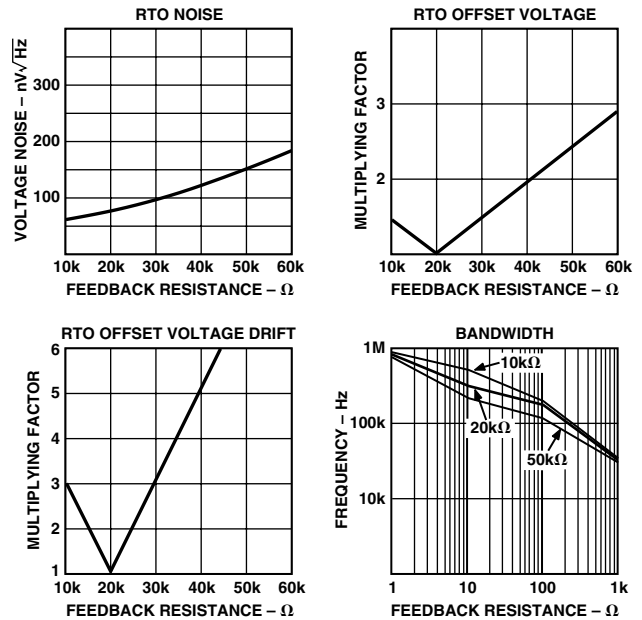 RTO NOISE
VOLTAGE NOISE – nV√Hz
300
200
100
10k 20k 30k 40k 50k 60k
FEEDBACK RESISTANCE – Ω
RTO OFFSET VOLTAGE
MULTIPLYING FACTOR
3
2
10k 20k 30k 40k 50k 60k
FEEDBACK RESISTANCE – Ω
RTO OFFSET VOLTAGE DRIFT
MULTIPLYING FACTOR
6
5
4
3
2
1
10k 20k 30k 40k 50k 60k
FEEDBACK RESISTANCE – Ω
BANDWIDTH
FREQUENCY – Hz
1M
100k
10k
10kΩ
20kΩ
50kΩ
1 10 100 1k
FEEDBACK RESISTANCE – Ω